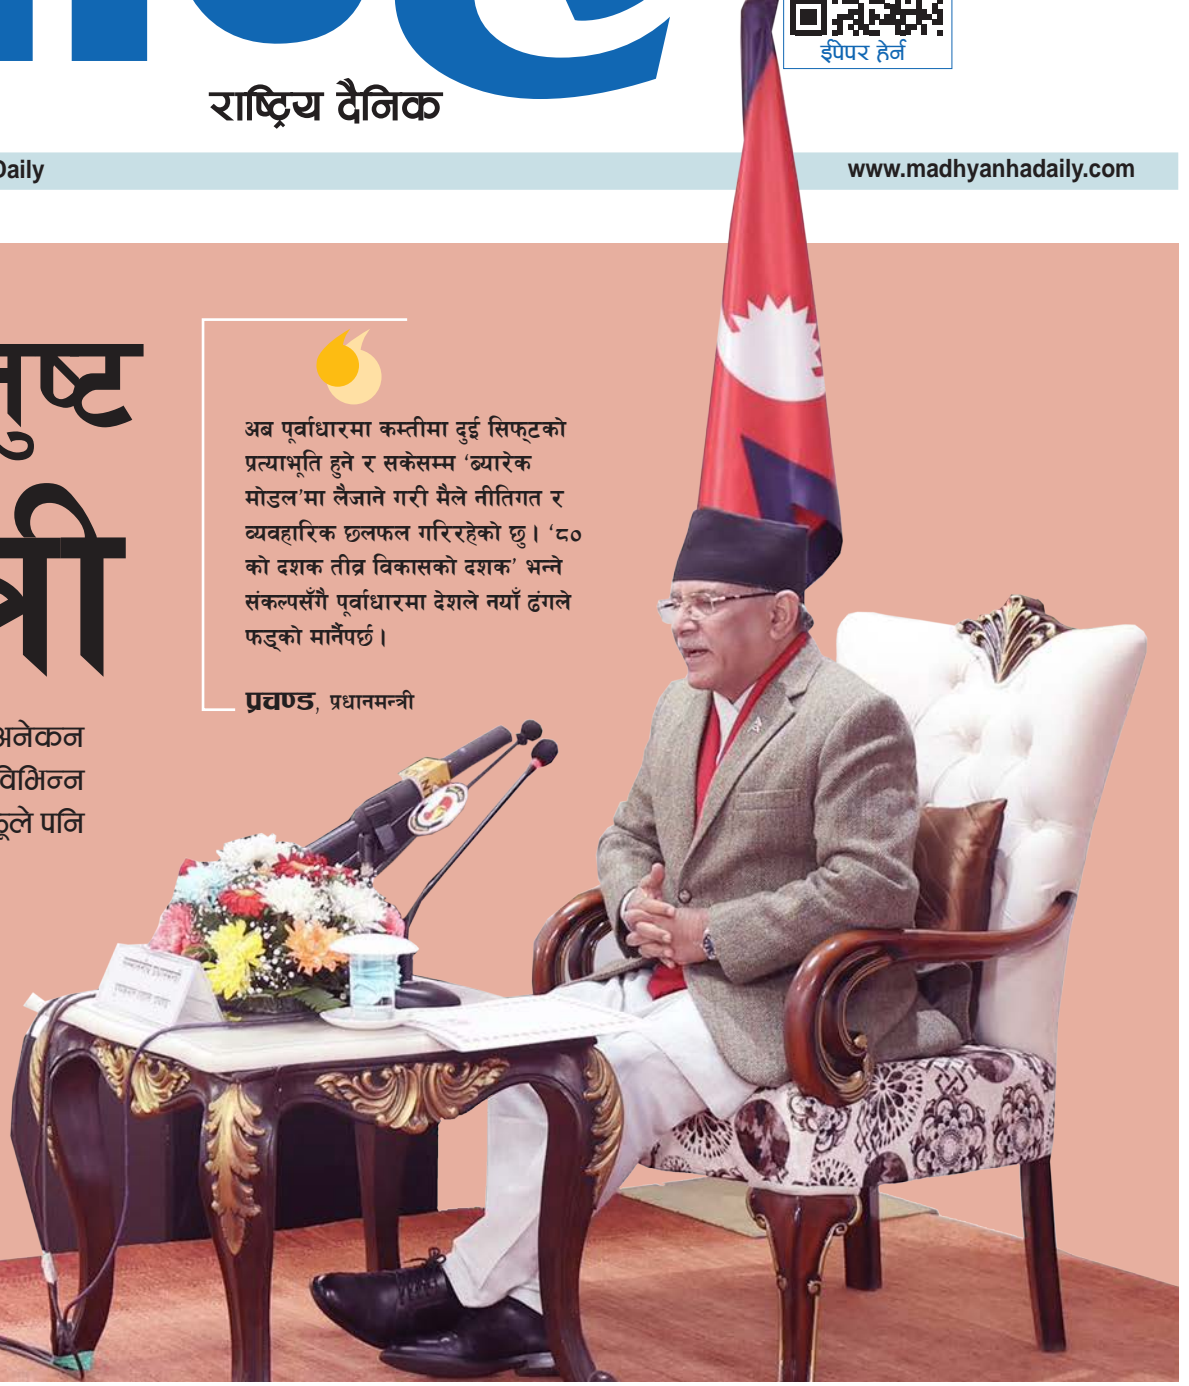 ईपेपर हेर्न
राष्ट्रिय दैनिक
Daily
www.madhyanhadaily.com
अब पूर्वाधारमा कम्तीमा दुई सिफ्टको
प्रत्याभूति हुने र सकेसम्म ‘ब्यारेक
मोडल’मा लैजाने गरी मैले नीतिगत र
व्यवहारिक छलफल गरिरहेको छु। ‘८०
को दशक तीव्र विकासको दशक’ भन्ने
संकल्पसँगै पूर्वाधारमा देशले नयाँ ढंगले
फड्को मार्नैपर्छ।
प्रचण्ड, प्रधानमन्त्री
अनेकन
विभिन्न
पनि